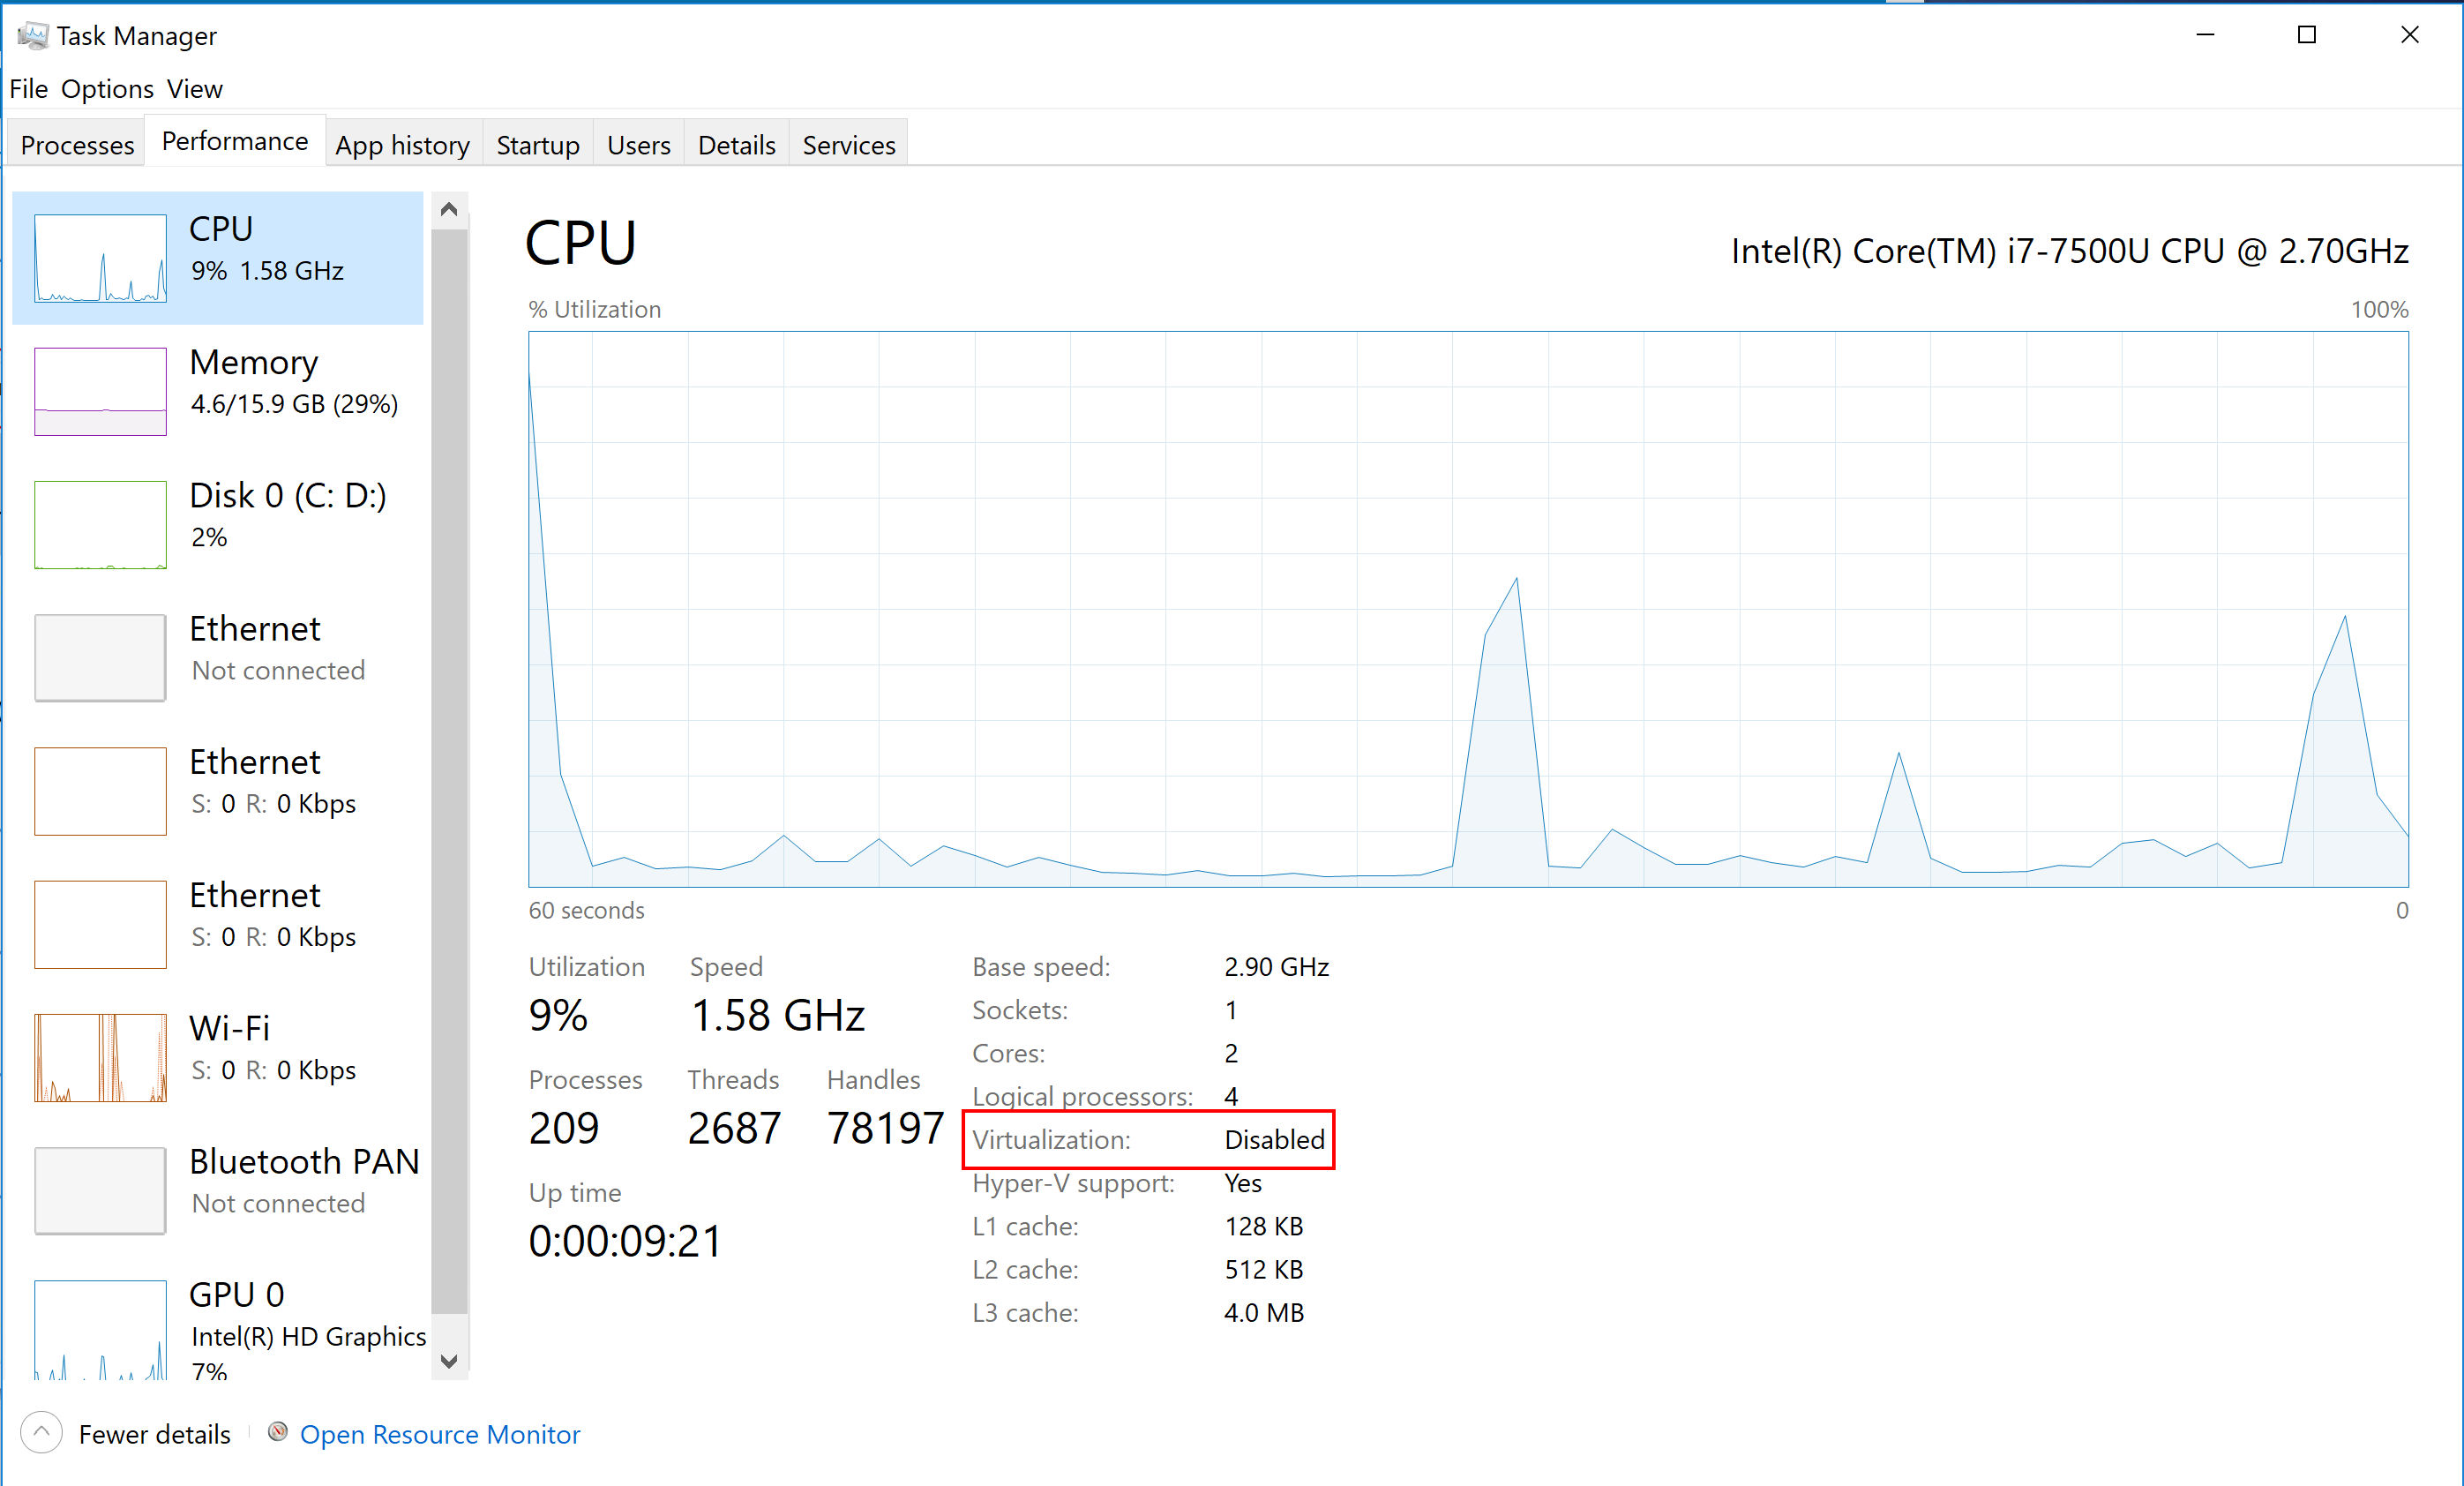 Task Manager
File Options View
Processes Performance App history Startup Users Details Services
CPU
9% 1.58 GHz
Memory
4.6/15.9 GB (29%)
Disk 0 (C: D:)
2%
Ethernet
Not connected
Ethernet
S: 0 R: 0 Kbps
Ethernet
S: 0 R: 0 Kbps
Wi-Fi
S: 0 R: 0 Kbps
Bluetooth PAN
Not connected
GPU 0
Intel(R) HD Graphics
7%
CPU
Intel(R) Core(TM) i7-7500U CPU @ 2.70GHz
% Utilization 100%
60 seconds 0
Utilization Speed
9% 1.58 GHz
Processes Threads Handles
209 2687 78197
Up time
0:00:09:21
Base speed: 2.90 GHz
Sockets: 1
Cores: 2
Logical processors: 4
Virtualization: Disabled
Hyper-V support: Yes
L1 cache: 128 KB
L2 cache: 512 KB
L3 cache: 4.0 MB
Fewer details Open Resource Monitor